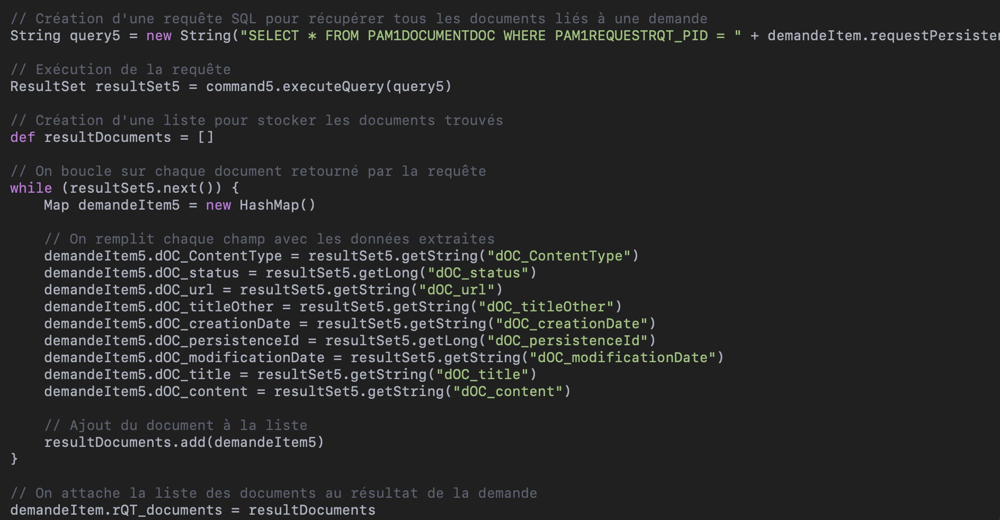 // Création d'une requête SQL pour récupérer tous les documents liés à une demande
String query5 = new String("SELECT * FROM PAM1DOCUMENTDOC WHERE PAM1REQUESTRQT_PID = " + demandeItem.requestPersiste
// Exécution de la requête
ResultSet resultSet5 = command5.executeQuery(query5)
// Création d'une liste pour stocker les documents trouvés
def resultDocuments = []
// On boucle sur chaque document retourné par la requête
while (resultSet5.next()) {
    Map demandeItem5 = new HashMap()
    // On remplit chaque champ avec les données extraites
    demandeItem5.dOC_ContentType = resultSet5.getString("dOC_ContentType")
    demandeItem5.dOC_status = resultSet5.getLong("dOC_status")
    demandeItem5.dOC_url = resultSet5.getString("dOC_url")
    demandeItem5.dOC_titleOther = resultSet5.getString("dOC_titleOther")
    demandeItem5.dOC_creationDate = resultSet5.getString("dOC_creationDate")
    demandeItem5.dOC_persistenceId = resultSet5.getLong("dOC_persistenceId")
    demandeItem5.dOC_modificationDate = resultSet5.getString("dOC_modificationDate")
    demandeItem5.dOC_title = resultSet5.getString("dOC_title")
    demandeItem5.dOC_content = resultSet5.getString("dOC_content")
    // Ajout du document à la liste
    resultDocuments.add(demandeItem5)
}
// On attache la liste des documents au résultat de la demande
demandeItem.rQT_documents = resultDocuments